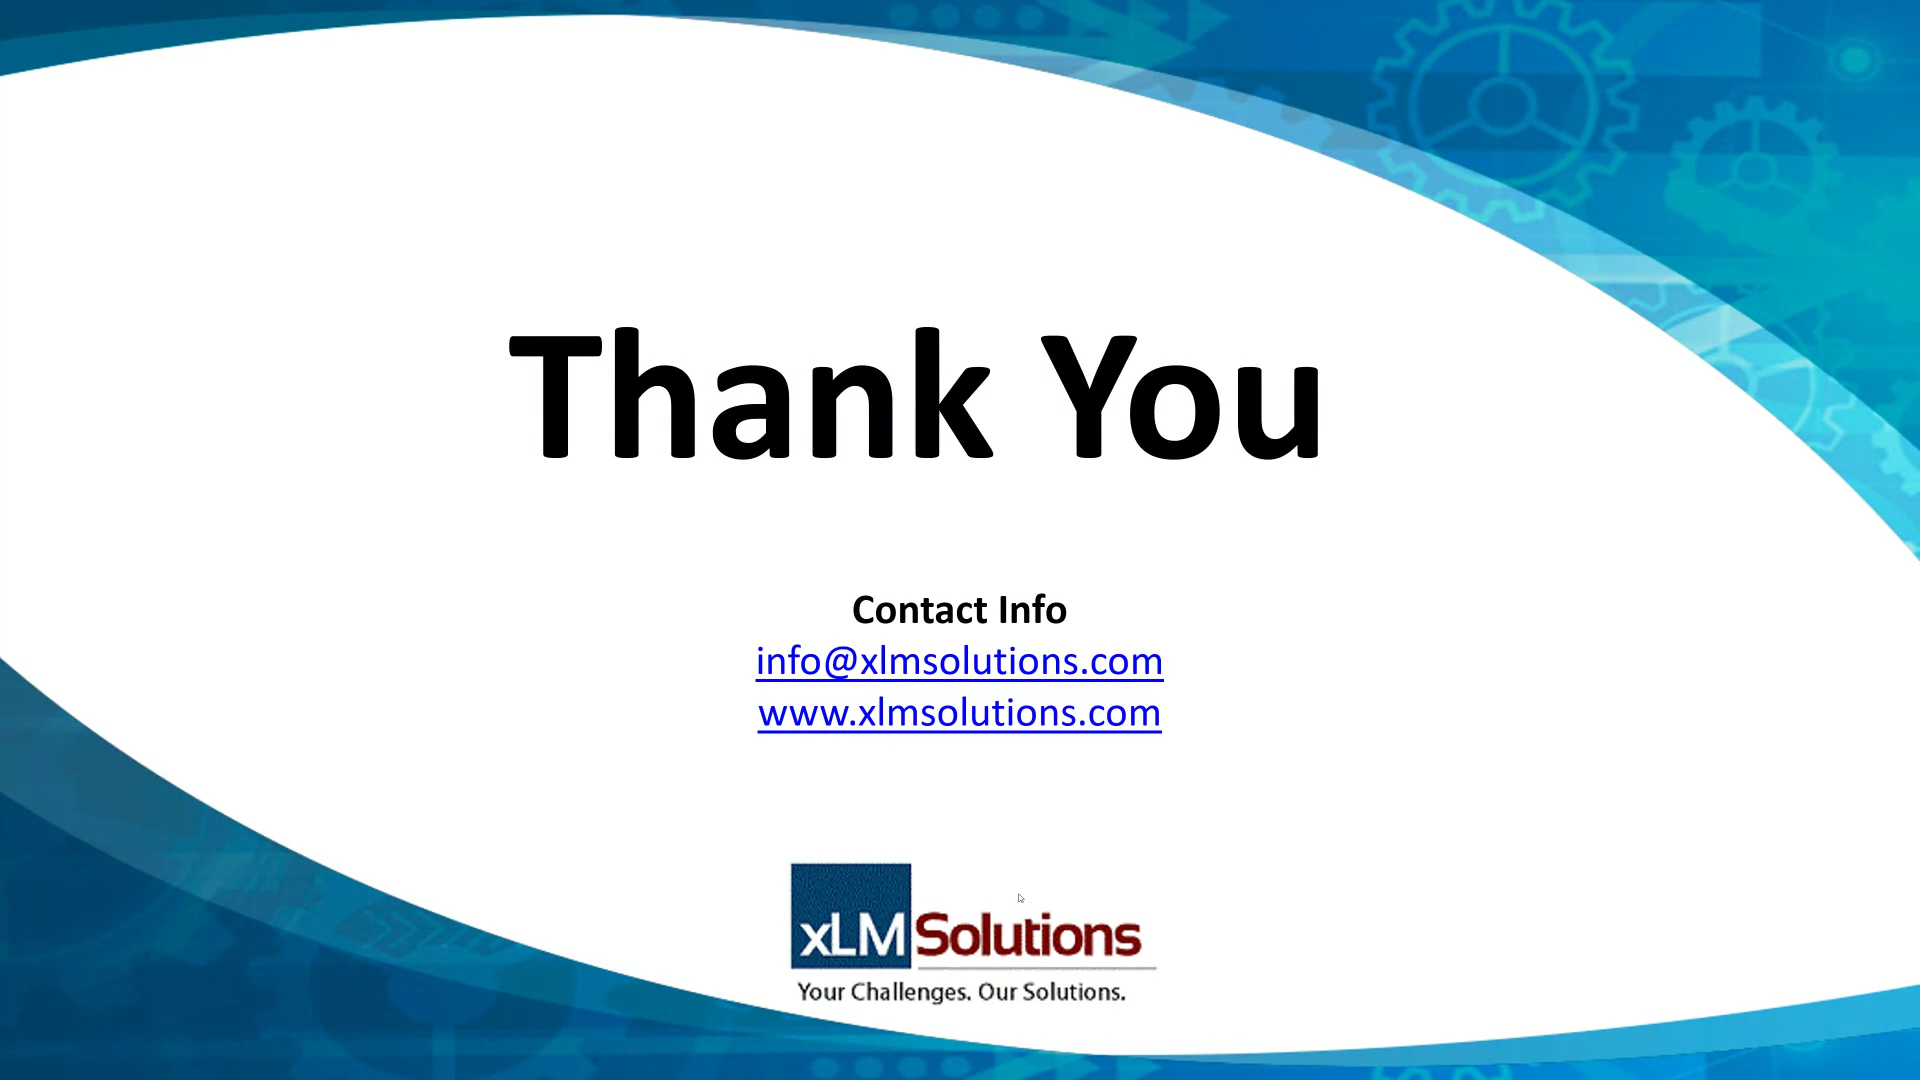 Thank You
Contact Info
info@xlmsolutions.com
www.xlmsolutions.com
xLM Solutions
Your Challenges. Our Solutions.